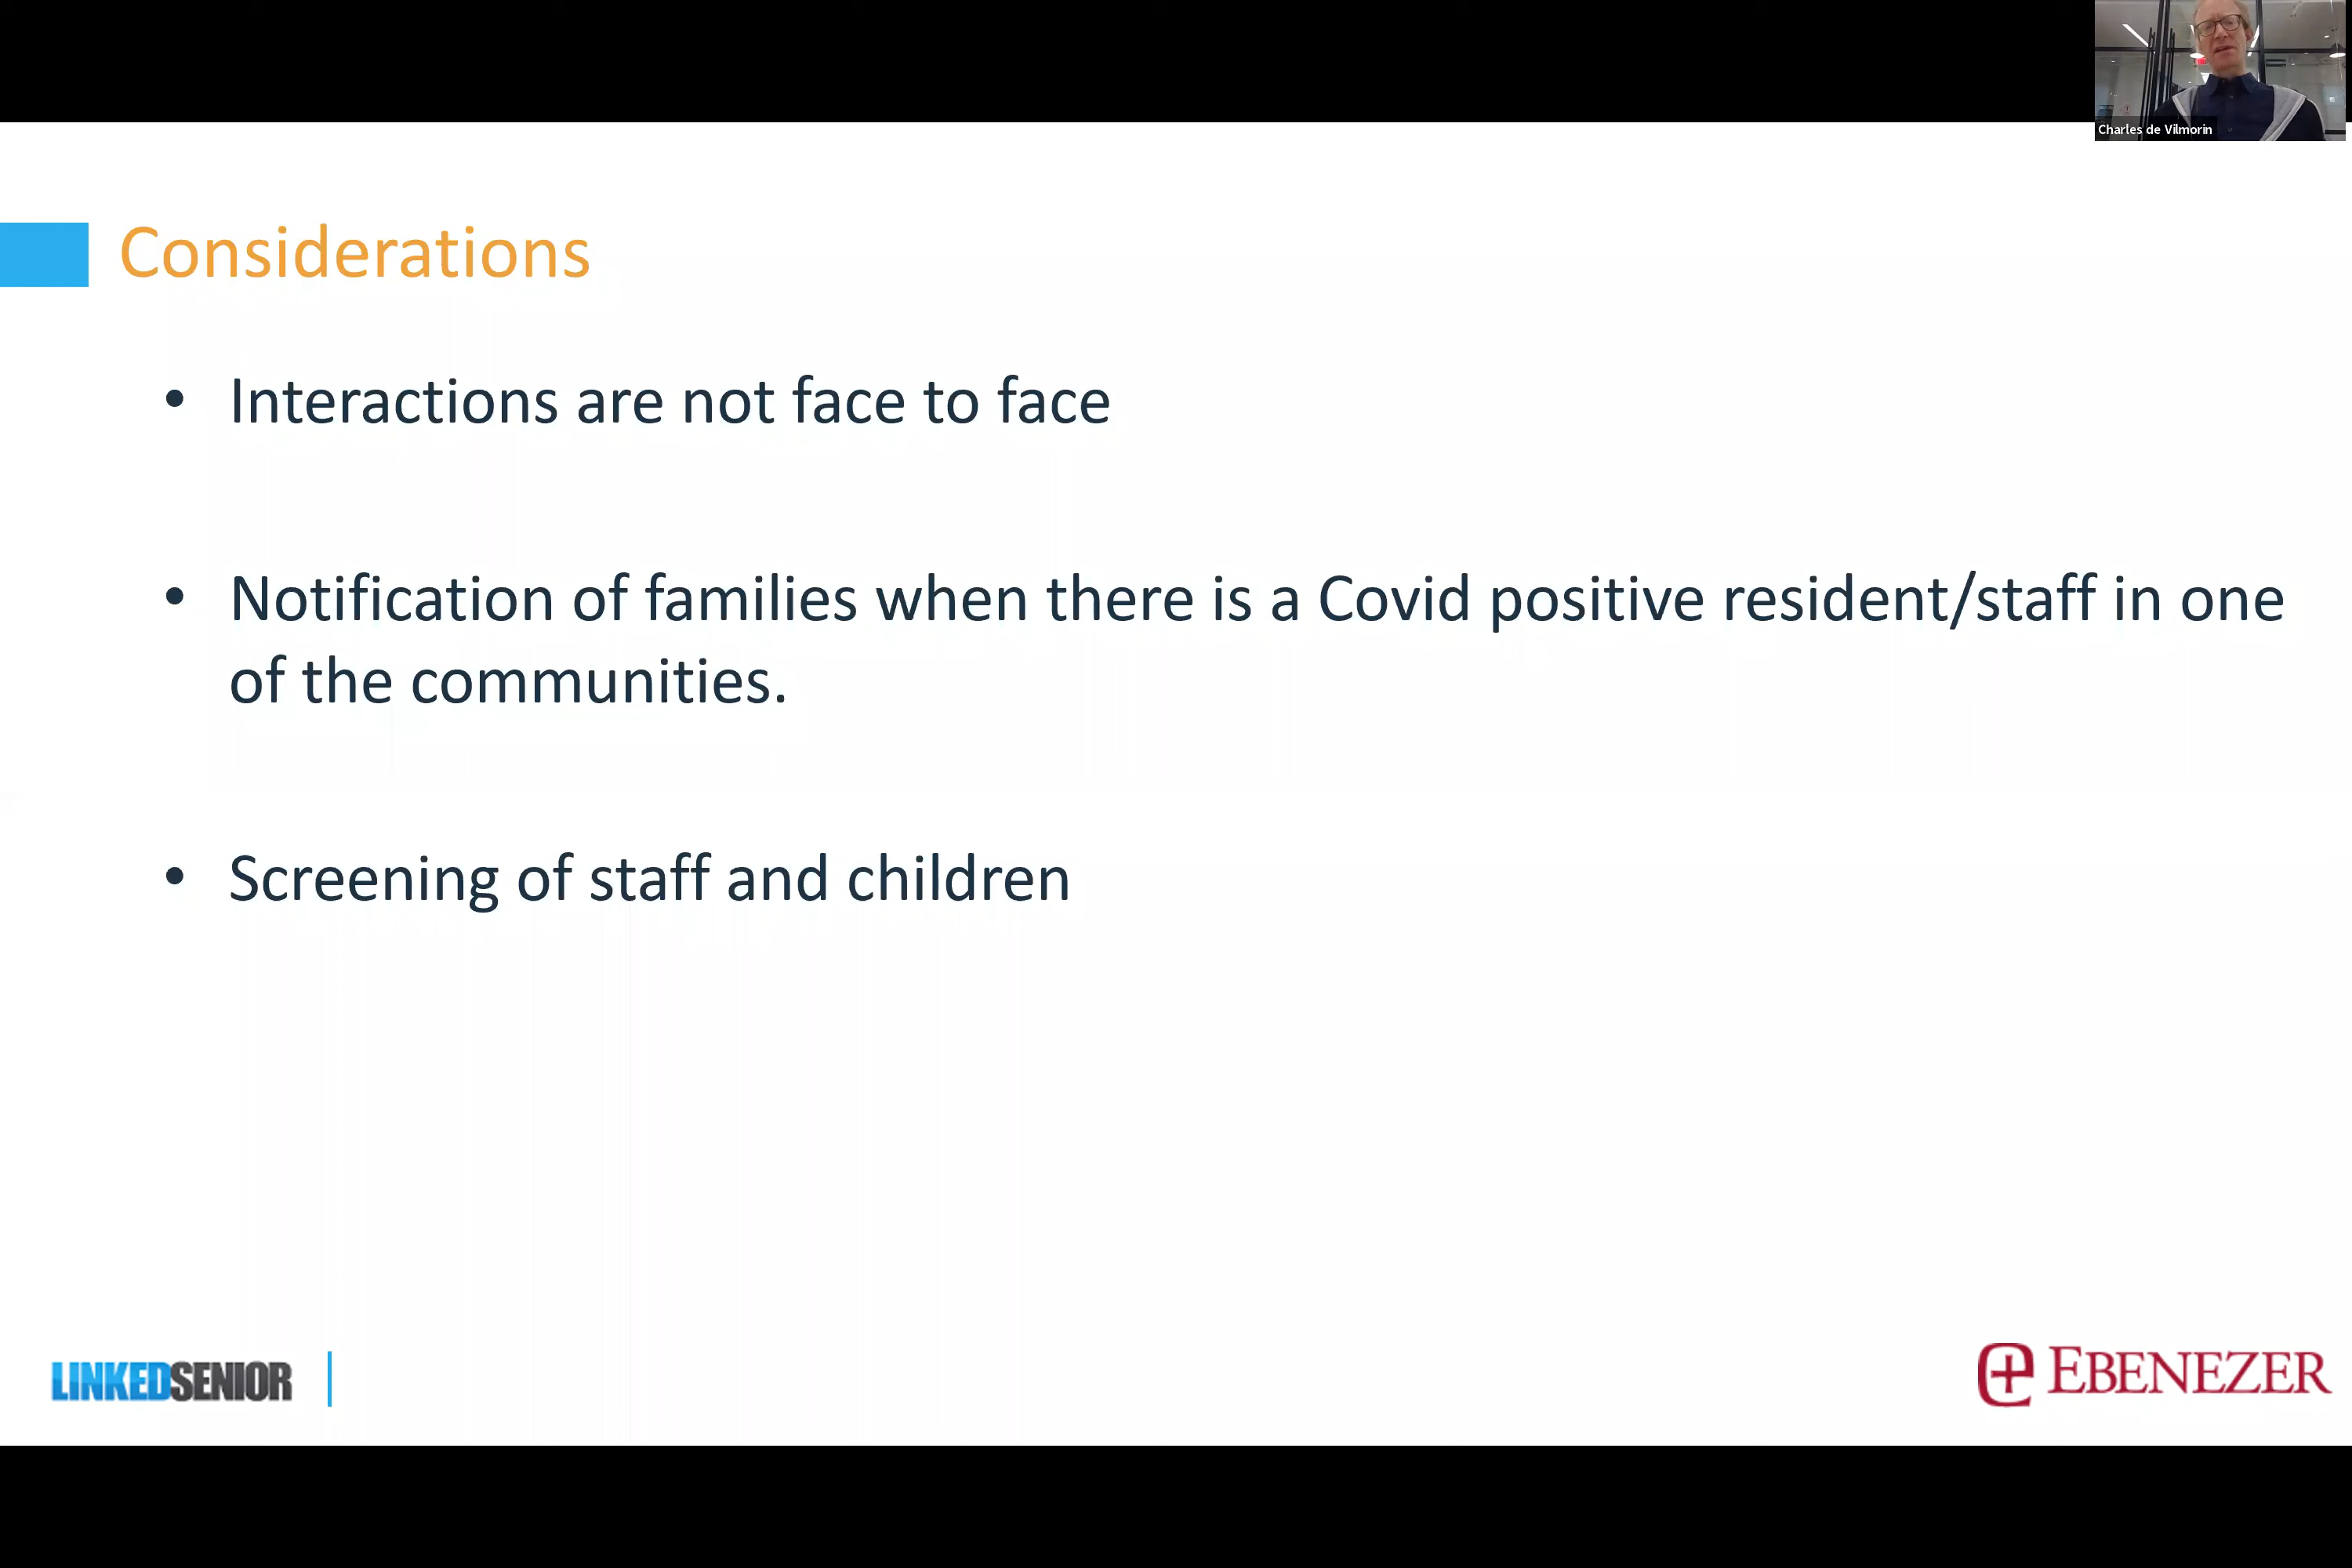 Charles de Vilmorin
Considerations
• Interactions are not face to face
• Notification of families when there is a Covid positive resident/staff in one
of the communities.
• Screening of staff and children
LINKEDSENIOR
EBENEZER